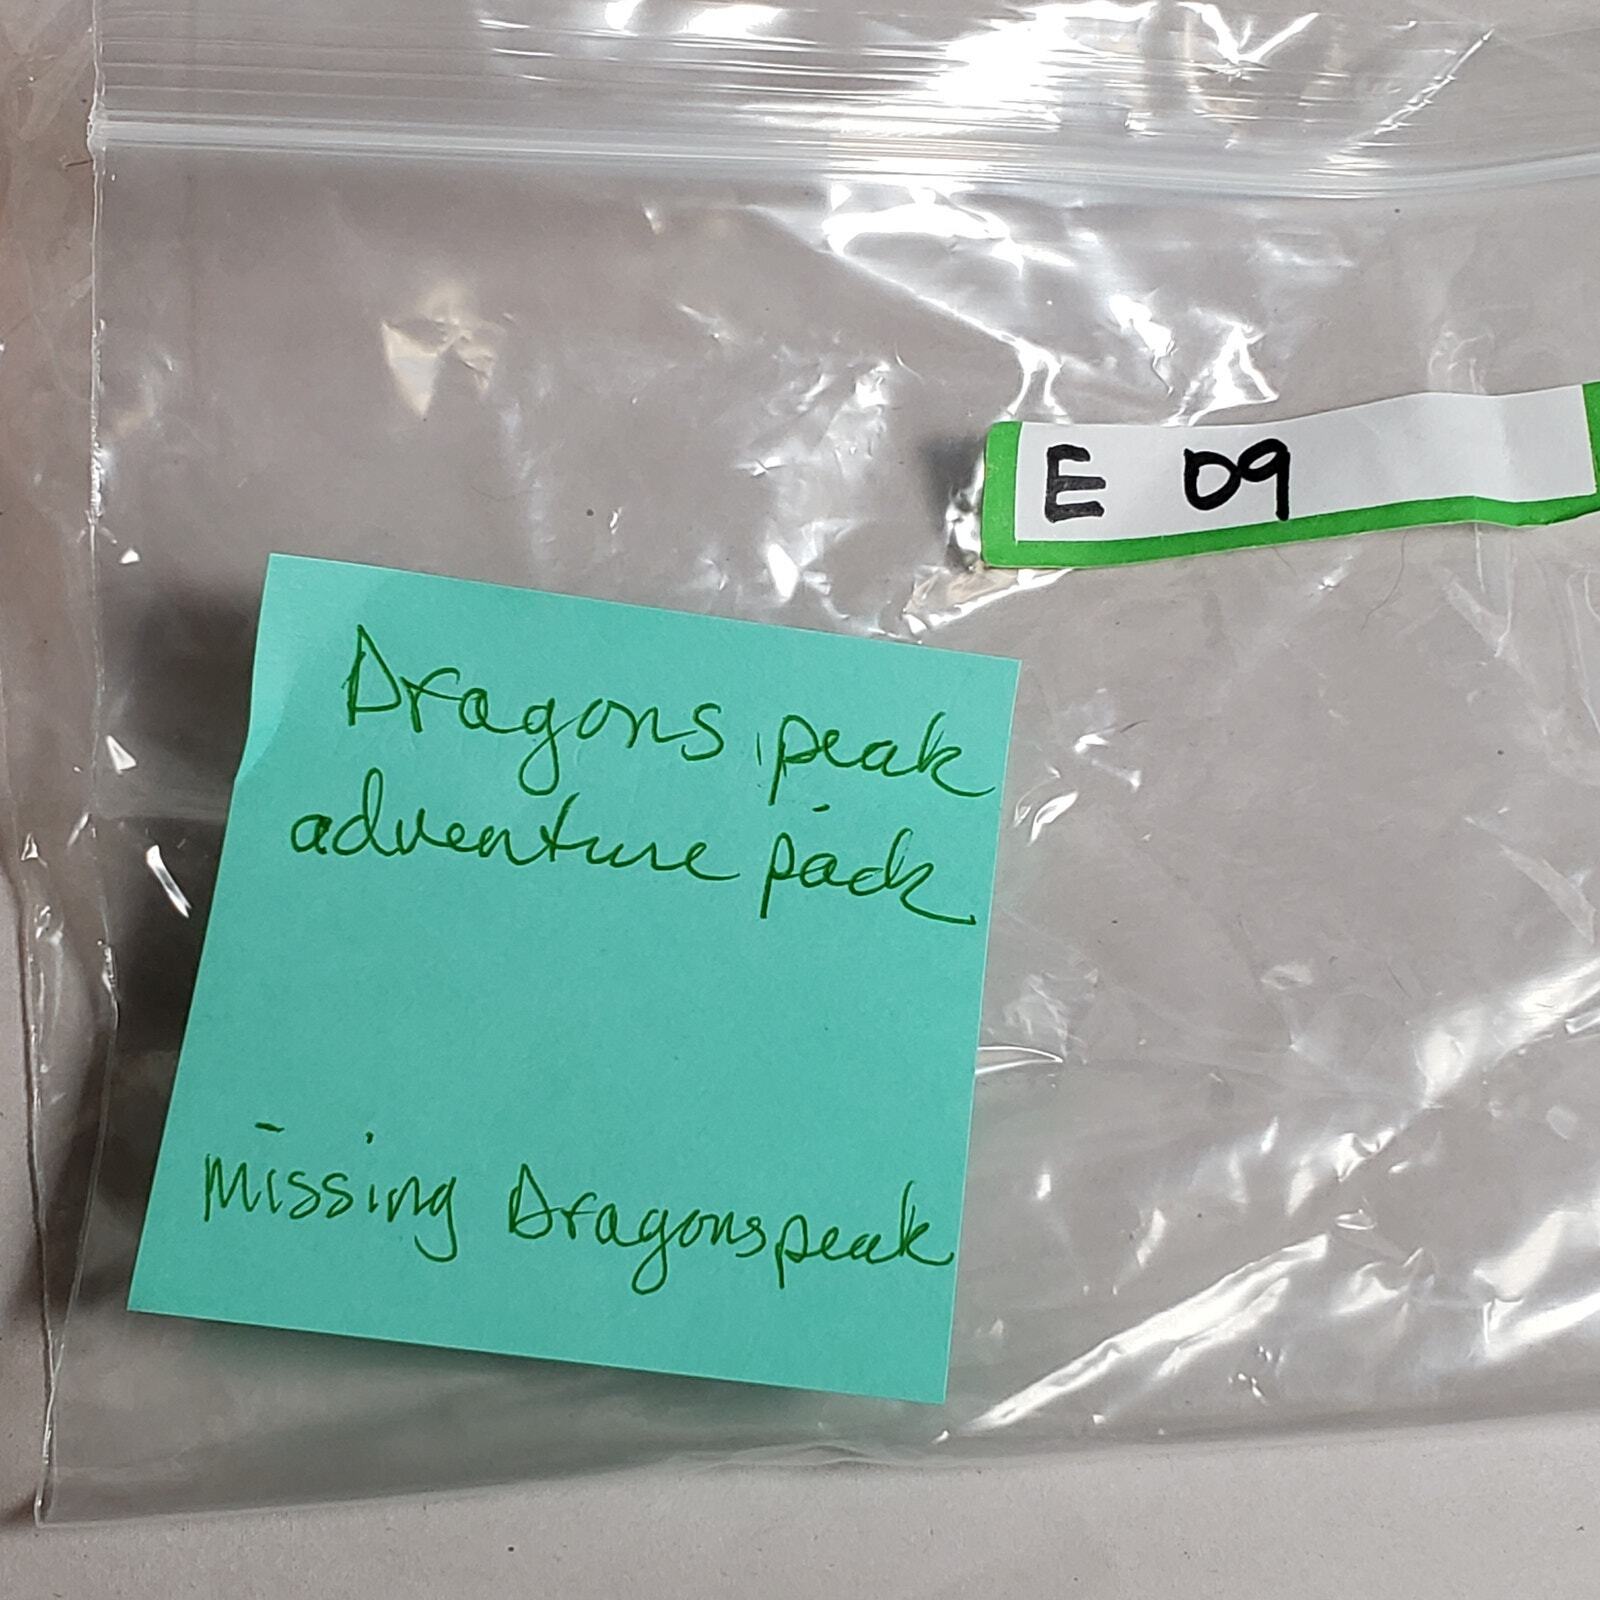 E 09
Dragons peak
adventure pack
Missing Dragonspeak